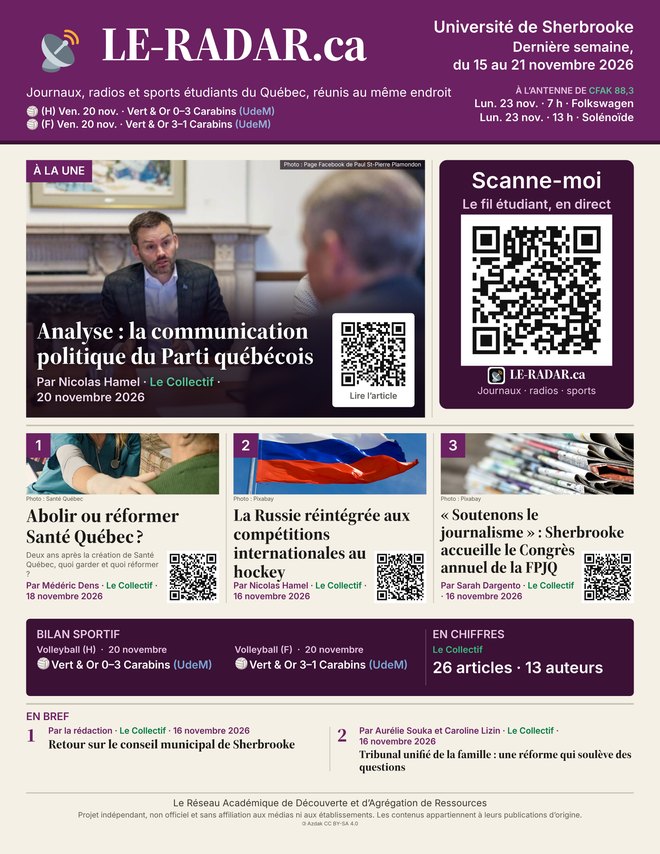 LE-RADAR.ca
Université de Sherbrooke
Dernière semaine,
du 15 au 21 novembre 2026
Journaux, radios et sports étudiants du Québec, réunis au même endroit
(H) Ven. 20 nov. · Vert & Or 0–3 Carabins (UdeM)
(F) Ven. 20 nov. · Vert & Or 3–1 Carabins (UdeM)
À L'ANTENNE DE CFAK 88,3
Lun. 23 nov. · 7 h · Folkswagen
Lun. 23 nov. · 13 h · Solénoïde
À LA UNE
Photo : Page Facebook de Paul St-Pierre Plamondon
Analyse : la communication
politique du Parti québécois
Par Nicolas Hamel · Le Collectif ·
20 novembre 2026
Lire l'article
Scanne-moi
Le fil étudiant, en direct
LE-RADAR.ca
Journaux · radios · sports
1
Photo : Santé Québec
Abolir ou réformer
Santé Québec ?
Deux ans après la création de Santé
Québec, quoi garder et quoi réformer
?
Par Médéric Dens · Le Collectif ·
18 novembre 2026
2
Photo : Pixabay
La Russie réintégrée aux
compétitions
internationales au
hockey
Par Nicolas Hamel · Le Collectif ·
16 novembre 2026
3
Photo : Pixabay
« Soutenons le
journalisme » : Sherbrooke
accueille le Congrès
annuel de la FPJQ
Par Sarah Dargento · Le Collectif
· 16 novembre 2026
BILAN SPORTIF
Volleyball (H) · 20 novembre
Vert & Or 0–3 Carabins (UdeM)
Volleyball (F) · 20 novembre
Vert & Or 3–1 Carabins (UdeM)
EN CHIFFRES
Le Collectif
26 articles · 13 auteurs
EN BREF
1
Par la rédaction · Le Collectif · 16 novembre 2026
Retour sur le conseil municipal de Sherbrooke
2
Par Aurélie Souka et Caroline Lizin · Le Collectif ·
16 novembre 2026
Tribunal unifié de la famille : une réforme qui soulève des
questions
Le Réseau Académique de Découverte et d'Agrégation de Ressources
Projet indépendant, non officiel et sans affiliation aux médias ni aux établissements. Les contenus appartiennent à leurs publications d'origine.
Azdak CC BY-SA 4.0